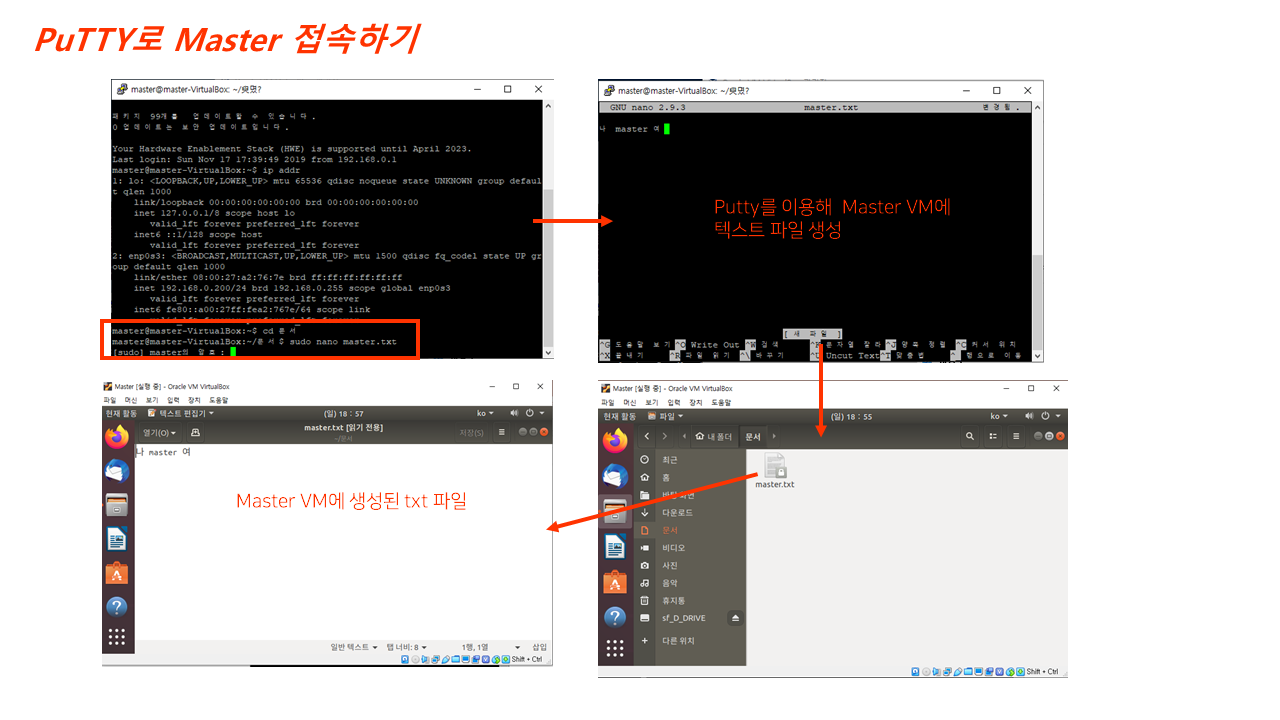 PuTTY로 Master 접속하기
master@master-VirtualBox: ~/
패키지 99개를 업데이트할 수 있습니다.
0 업데이트는 보안 업데이트입니다.
Your Hardware Enablement Stack (HWE) is supported until April 2023.
Last login: Sun Nov 17 17:39:49 2019 from 192.168.0.1
master@master-VirtualBox:~$ ip addr
1: lo: <LOOPBACK,UP,LOWER_UP> mtu 65536 qdisc noqueue state UNKNOWN group defaul
t qlen 1000
link/loopback 00:00:00:00:00:00 brd 00:00:00:00:00:00
inet 127.0.0.1/8 scope host lo
valid_lft forever preferred_lft forever
inet6 ::1/128 scope host
valid_lft forever preferred_lft forever
2: enp0s3: <BROADCAST,MULTICAST,UP,LOWER_UP> mtu 1500 qdisc fq_codel state UP gr
oup default qlen 1000
link/ether 08:00:27:a2:76:7e brd ff:ff:ff:ff:ff:ff
inet 192.168.0.200/24 brd 192.168.0.255 scope global enp0s3
valid_lft forever preferred_lft forever
inet6 fe80::a00:27ff:fea2:767e/64 scope link
valid_lft forever preferred_lft forever
master@master-VirtualBox:~$ cd 문서
master@master-VirtualBox:~/문서$ sudo nano master.txt
[sudo] master의 암호:
master@master-VirtualBox: ~/
GNU nano 2.9.3 master.txt 변경됨.
나 master 여
Putty를 이용해 Master VM에
텍스트 파일 생성
[ 새 파일 ]
^G 도움말 보기 ^O Write Out ^W 검색 ^K 문자열 잘라 ^J 양쪽 정렬 ^C 커서 위치
^X 끝내기 ^R 파일 읽기 ^\ 바꾸기 ^U Uncut Text ^T 맞춤법 ^_ 행으로 이동
Master [실행 중] - Oracle VM VirtualBox
파일 머신 보기 입력 장치 도움말
현재 활동 텍스트 편집기 (일) 18 : 57 ko
열기(O) master.txt [읽기 전용] 저장(S)
~/문서
나 master 여
Master VM에 생성된 txt 파일
일반 텍스트 탭 너비: 8 1행, 1열 삽입
Shift + Ctrl
Master [실행 중] - Oracle VM VirtualBox
파일 머신 보기 입력 장치 도움말
현재 활동 파일 (일) 18 : 55 ko
내 폴더 문서
최근
홈
바탕 화면
다운로드
문서
비디오
사진
음악
휴지통
sf_D_DRIVE
다른 위치
master.txt
Shift + Ctrl